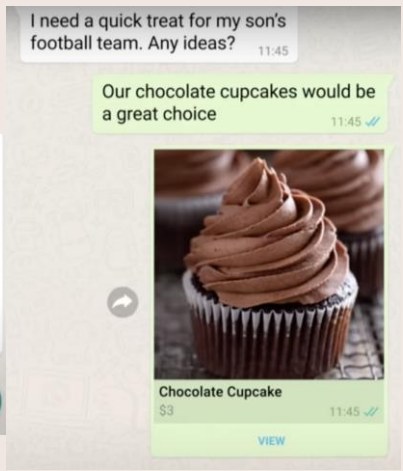 I need a quick treat for my son's
football team. Any ideas? 11:45
Our chocolate cupcakes would be
a great choice 11:45
Chocolate Cupcake
$3 11:45
VIEW